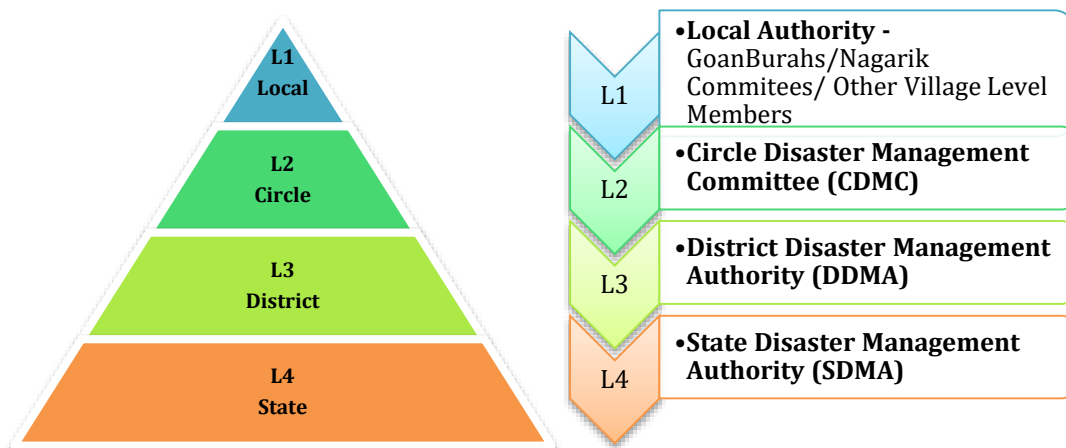 L1
Local
L2
Circle
L3
District
L4
State
L1
•Local Authority -
GoanBurahs/Nagarik
Commitees/ Other Village Level
Members
L2
•Circle Disaster Management
Committee (CDMC)
L3
•District Disaster Management
Authority (DDMA)
L4
•State Disaster Management
Authority (SDMA)